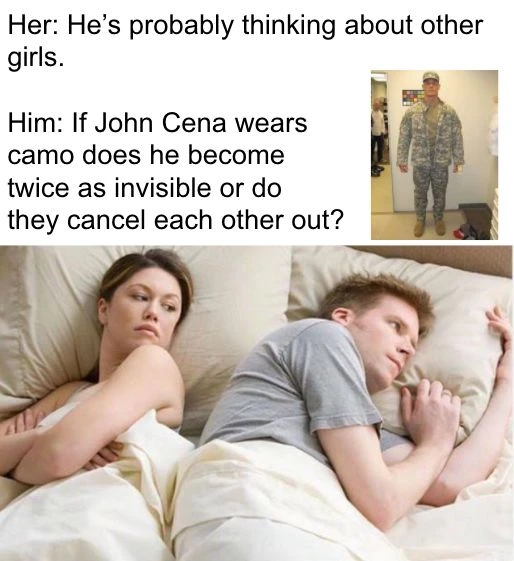 Her: He’s probably thinking about other
girls.
Him: If John Cena wears
camo does he become
twice as invisible or do
they cancel each other out?